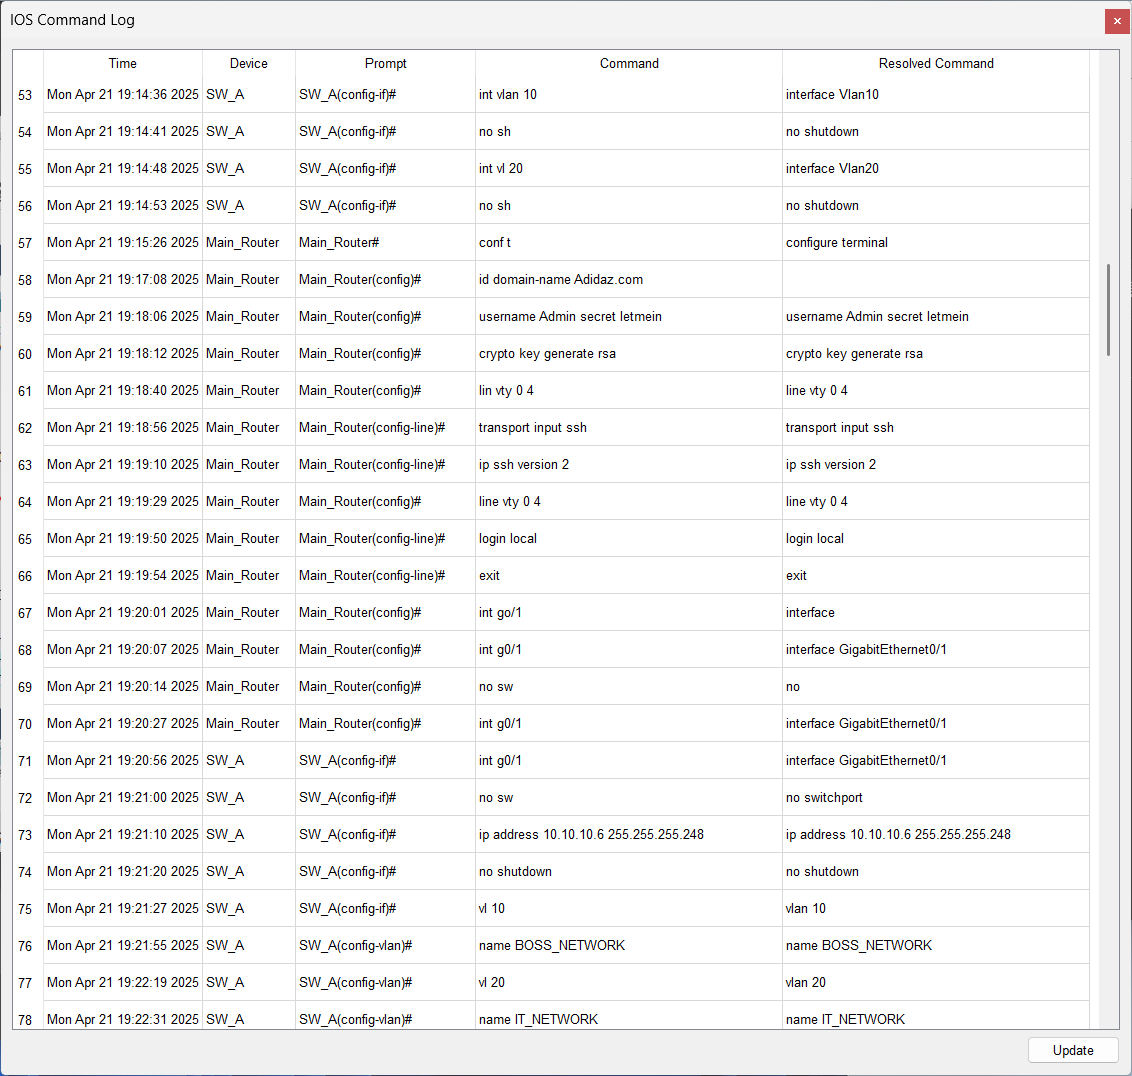 IOS Command Log
Time Device Prompt Command Resolved Command
53 Mon Apr 21 19:14:36 2025 SW_A SW_A(config-if)# int vlan 10 interface Vlan10
54 Mon Apr 21 19:14:41 2025 SW_A SW_A(config-if)# no sh no shutdown
55 Mon Apr 21 19:14:48 2025 SW_A SW_A(config-if)# int vl 20 interface Vlan20
56 Mon Apr 21 19:14:53 2025 SW_A SW_A(config-if)# no sh no shutdown
57 Mon Apr 21 19:15:26 2025 Main_Router Main_Router# conf t configure terminal
58 Mon Apr 21 19:17:08 2025 Main_Router Main_Router(config)# id domain-name Adidaz.com
59 Mon Apr 21 19:18:06 2025 Main_Router Main_Router(config)# username Admin secret letmein username Admin secret letmein
60 Mon Apr 21 19:18:12 2025 Main_Router Main_Router(config)# crypto key generate rsa crypto key generate rsa
61 Mon Apr 21 19:18:40 2025 Main_Router Main_Router(config)# lin vty 0 4 line vty 0 4
62 Mon Apr 21 19:18:56 2025 Main_Router Main_Router(config-line)# transport input ssh transport input ssh
63 Mon Apr 21 19:19:10 2025 Main_Router Main_Router(config-line)# ip ssh version 2 ip ssh version 2
64 Mon Apr 21 19:19:29 2025 Main_Router Main_Router(config)# line vty 0 4 line vty 0 4
65 Mon Apr 21 19:19:50 2025 Main_Router Main_Router(config-line)# login local login local
66 Mon Apr 21 19:19:54 2025 Main_Router Main_Router(config-line)# exit exit
67 Mon Apr 21 19:20:01 2025 Main_Router Main_Router(config)# int go/1 interface
68 Mon Apr 21 19:20:07 2025 Main_Router Main_Router(config)# int g0/1 interface GigabitEthernet0/1
69 Mon Apr 21 19:20:14 2025 Main_Router Main_Router(config)# no sw no
70 Mon Apr 21 19:20:27 2025 Main_Router Main_Router(config)# int g0/1 interface GigabitEthernet0/1
71 Mon Apr 21 19:20:56 2025 SW_A SW_A(config-if)# int g0/1 interface GigabitEthernet0/1
72 Mon Apr 21 19:21:00 2025 SW_A SW_A(config-if)# no sw no switchport
73 Mon Apr 21 19:21:10 2025 SW_A SW_A(config-if)# ip address 10.10.10.6 255.255.255.248 ip address 10.10.10.6 255.255.255.248
74 Mon Apr 21 19:21:20 2025 SW_A SW_A(config-if)# no shutdown no shutdown
75 Mon Apr 21 19:21:27 2025 SW_A SW_A(config-if)# vl 10 vlan 10
76 Mon Apr 21 19:21:55 2025 SW_A SW_A(config-vlan)# name BOSS_NETWORK name BOSS_NETWORK
77 Mon Apr 21 19:22:19 2025 SW_A SW_A(config-vlan)# vl 20 vlan 20
78 Mon Apr 21 19:22:31 2025 SW_A SW_A(config-vlan)# name IT_NETWORK name IT_NETWORK
Update